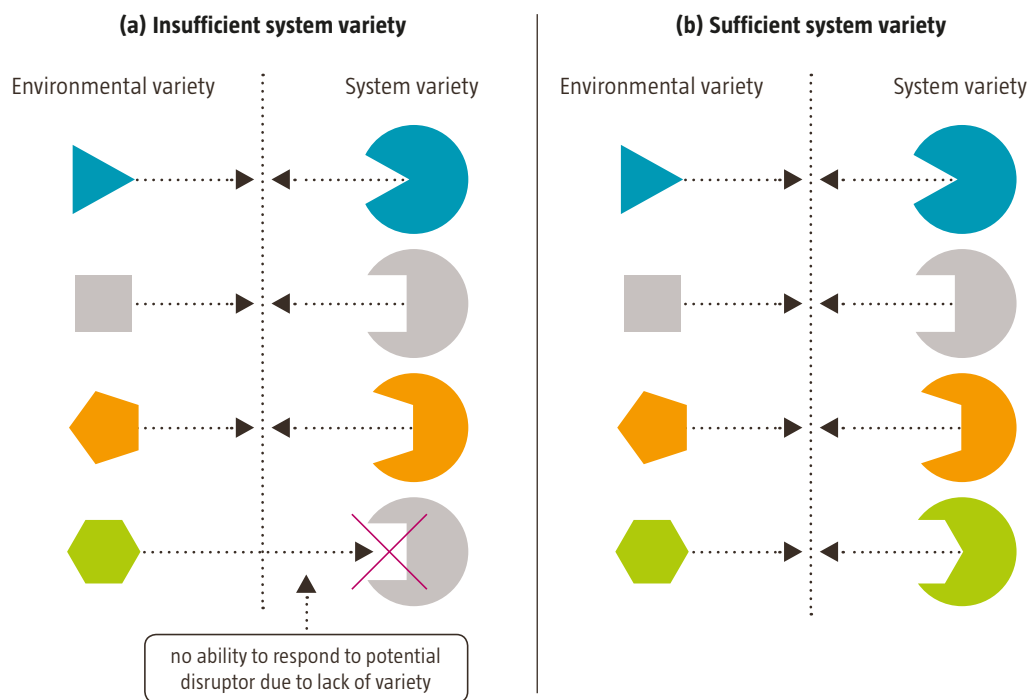 (a) Insufficient system variety
Environmental variety
System variety
no ability to respond to potential
disruptor due to lack of variety
(b) Sufficient system variety
Environmental variety
System variety